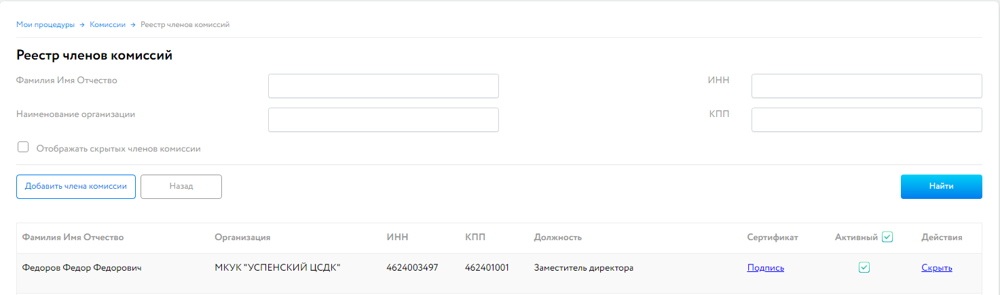 Мои процедуры → Комиссии → Реестр членов комиссий
Реестр членов комиссий
Фамилия Имя Отчество ИНН
Наименование организации КПП
Отображать скрытых членов комиссии
Добавить члена комиссии Назад Найти
Фамилия Имя Отчество Организация ИНН КПП Должность Сертификат Активный Действия
Федоров Федор Федорович МКУК "УСПЕНСКИЙ ЦСДК" 4624003497 462401001 Заместитель директора Подпись Скрыть